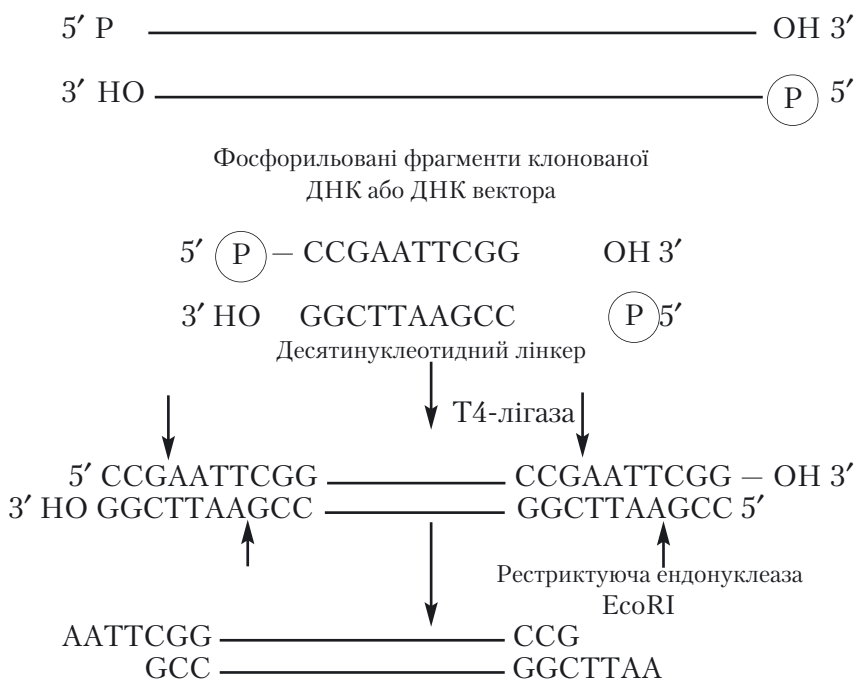 5′ P OH 3′
3′ HO P 5′
Фосфорильовані фрагменти клонованої
ДНК або ДНК вектора
5′ P – CCGAATTCGG OH 3′
3′ HO GGCTTAAGCC P 5′
Десятинуклеотидний лінкер
Т4-лігаза
5′ CCGAATTCGG CCGAATTCGG – OH 3′
3′ HO GGCTTAAGCC GGCTTAAGCC 5′
Рестриктуюча ендонуклеаза
EcoRI
AATTCGG CCG
GCC GGCTTAA